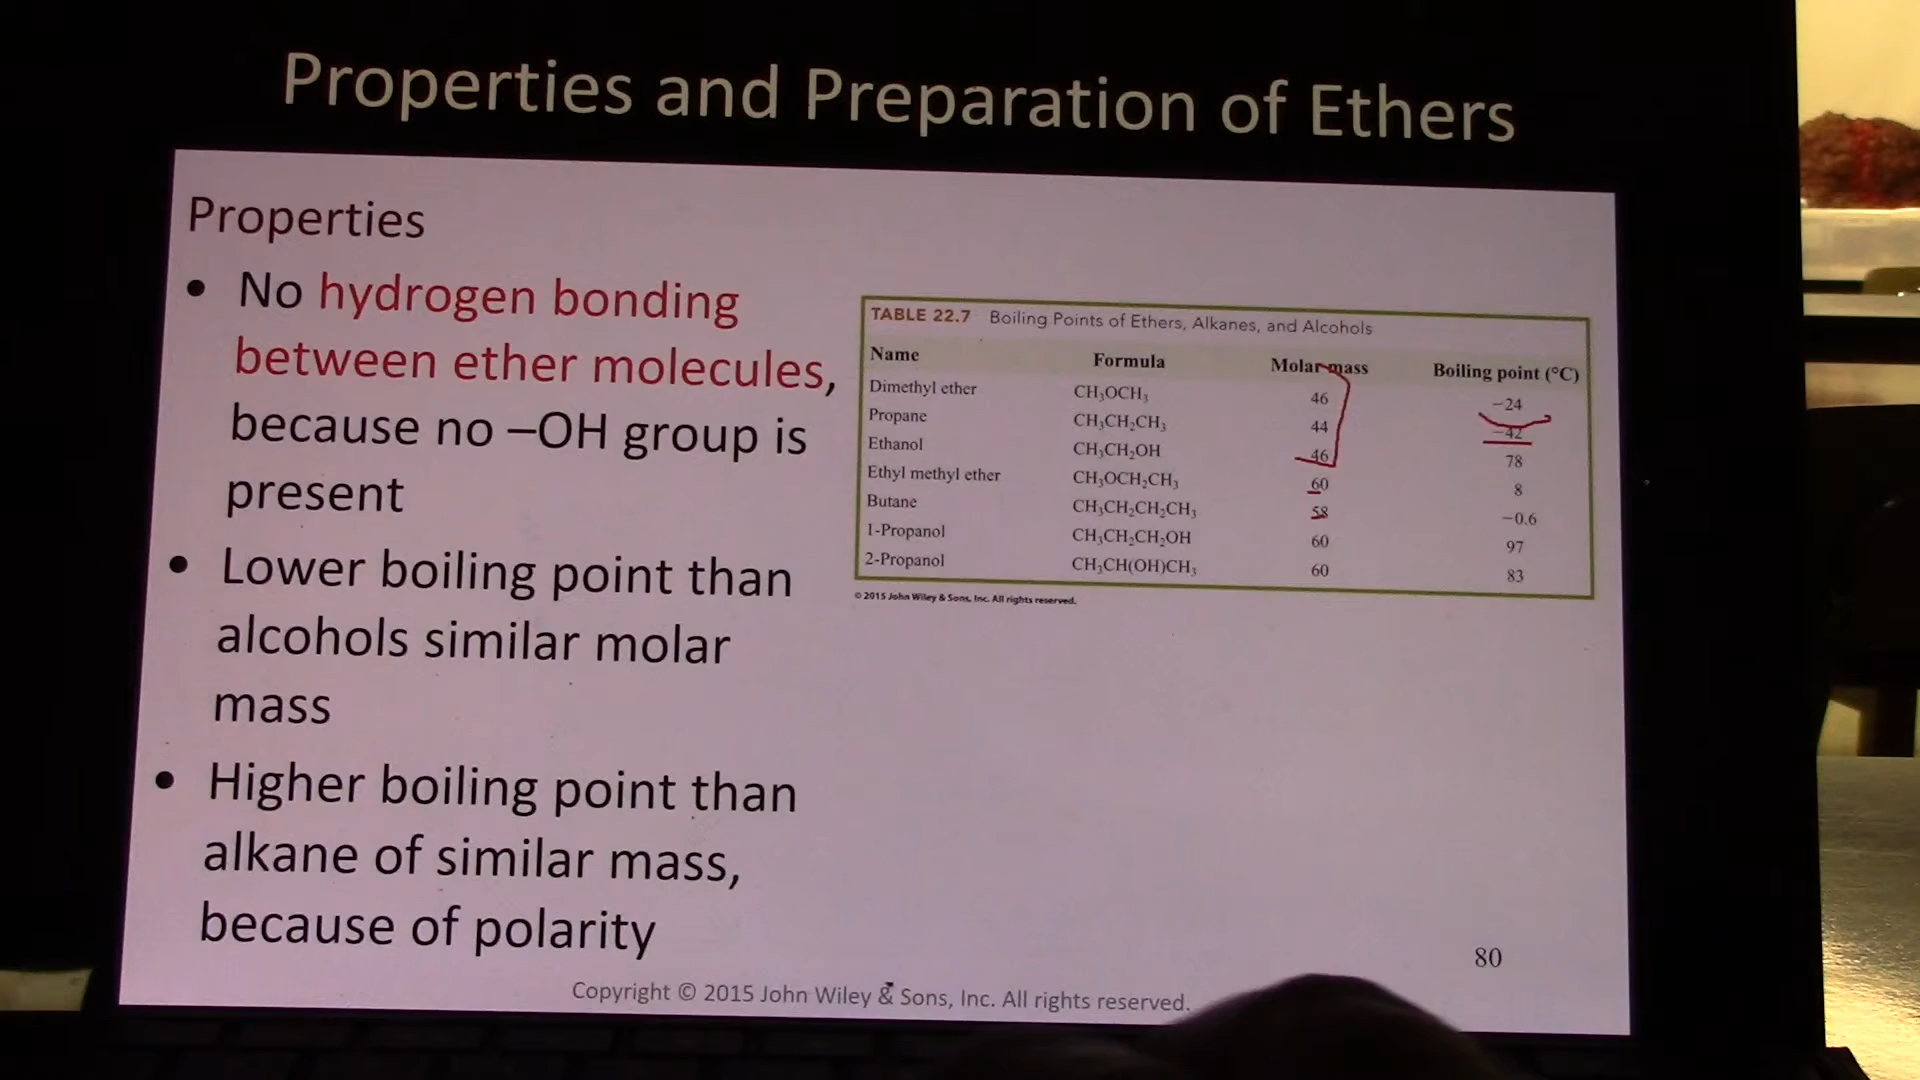 Properties and Preparation of Ethers
Properties
• No hydrogen bonding
between ether molecules,
because no –OH group is
present
• Lower boiling point than
alcohols similar molar
mass
• Higher boiling point than
alkane of similar mass,
because of polarity
TABLE 22.7 Boiling Points of Ethers, Alkanes, and Alcohols
Name Formula Molar mass Boiling point (°C)
Dimethyl ether CH₃OCH₃ 46 −24
Propane CH₃CH₂CH₃ 44 −42
Ethanol CH₃CH₂OH 46 78
Ethyl methyl ether CH₃OCH₂CH₃ 60 8
Butane CH₃CH₂CH₂CH₃ 58 −0.6
1-Propanol CH₃CH₂CH₂OH 60 97
2-Propanol CH₃CH(OH)CH₃ 60 83
© 2015 John Wiley & Sons, Inc. All rights reserved.
80
Copyright © 2015 John Wiley & Sons, Inc. All rights reserved.